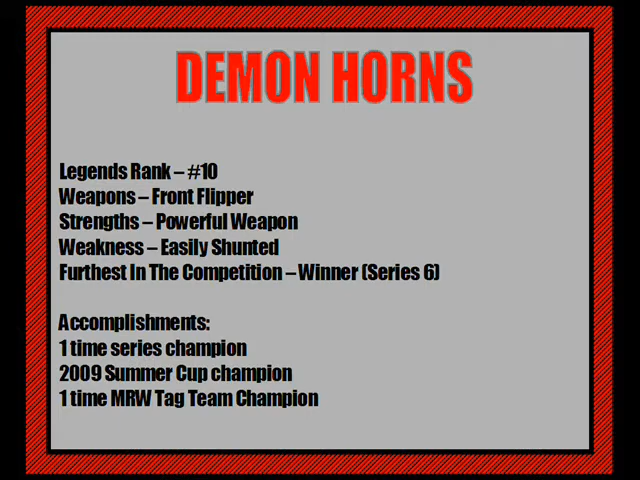 DEMON HORNS
Legends Rank – #10
Weapons – Front Flipper
Strengths – Powerful Weapon
Weakness – Easily Shunted
Furthest In The Competition – Winner (Series 6)
Accomplishments:
1 time series champion
2009 Summer Cup champion
1 time MRW Tag Team Champion